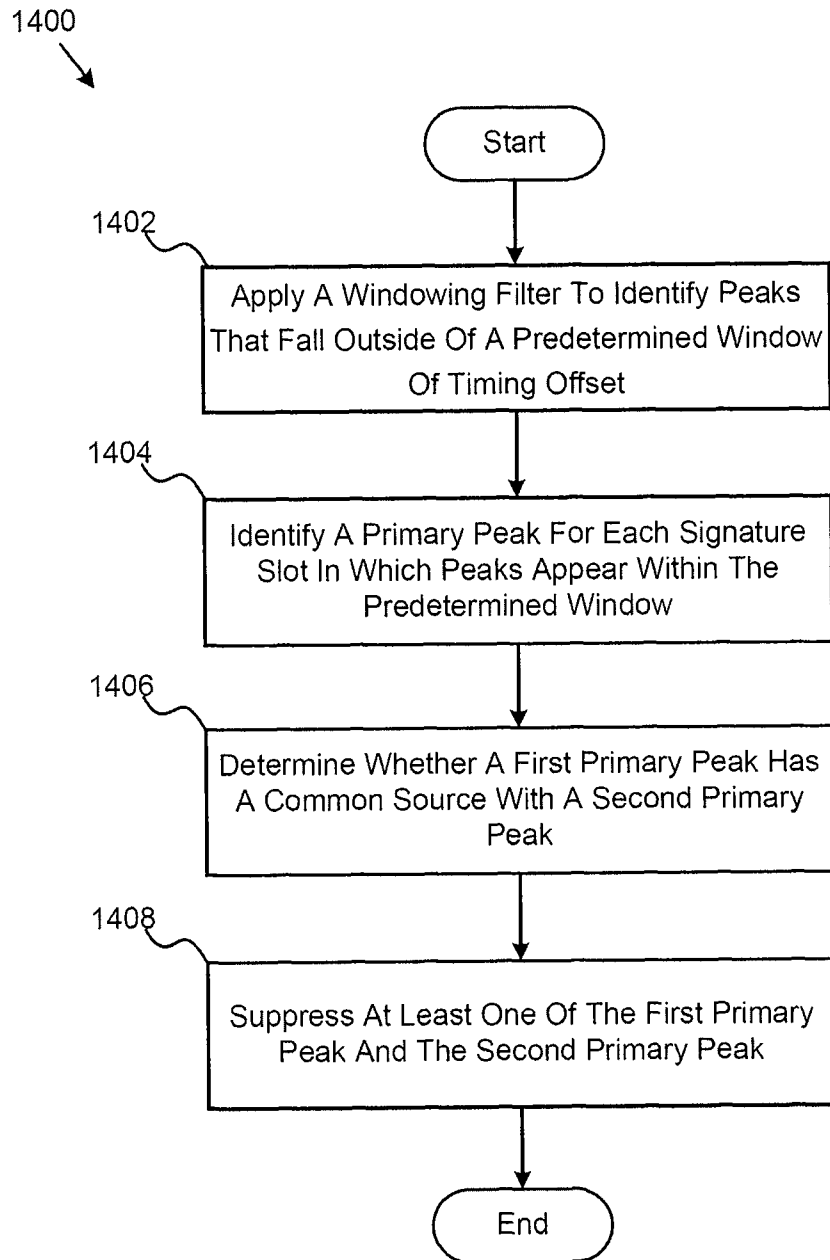 1400
Start
1402
Apply A Windowing Filter To Identify Peaks
That Fall Outside Of A Predetermined Window
Of Timing Offset
1404
Identify A Primary Peak For Each Signature
Slot In Which Peaks Appear Within The
Predetermined Window
1406
Determine Whether A First Primary Peak Has
A Common Source With A Second Primary
Peak
1408
Suppress At Least One Of The First Primary
Peak And The Second Primary Peak
End